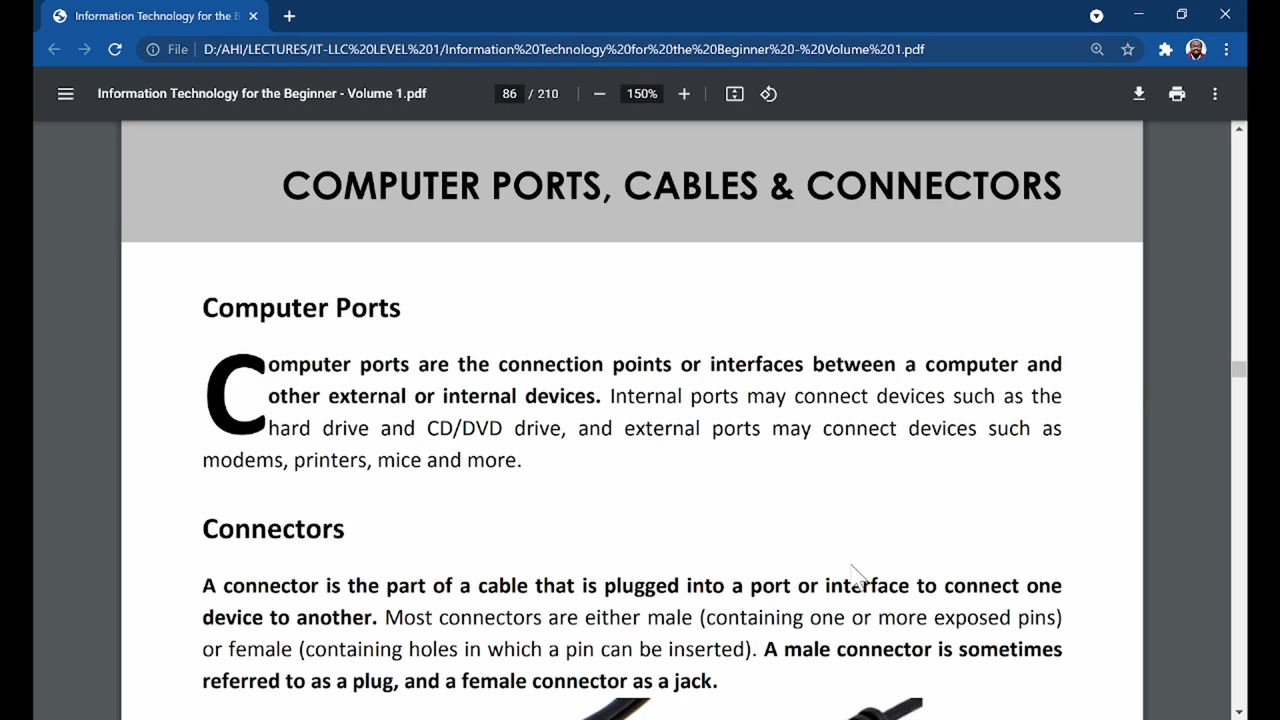 Information Technology for the B
File D:/AHI/LECTURES/IT-LLC%20LEVEL%201/Information%20Technology%20for%20the%20Beginner%20-%20Volume%201.pdf
Information Technology for the Beginner - Volume 1.pdf 86 / 210 150%
COMPUTER PORTS, CABLES & CONNECTORS
Computer Ports
Computer ports are the connection points or interfaces between a computer and
other external or internal devices. Internal ports may connect devices such as the
hard drive and CD/DVD drive, and external ports may connect devices such as
modems, printers, mice and more.
Connectors
A connector is the part of a cable that is plugged into a port or interface to connect one
device to another. Most connectors are either male (containing one or more exposed pins)
or female (containing holes in which a pin can be inserted). A male connector is sometimes
referred to as a plug, and a female connector as a jack.